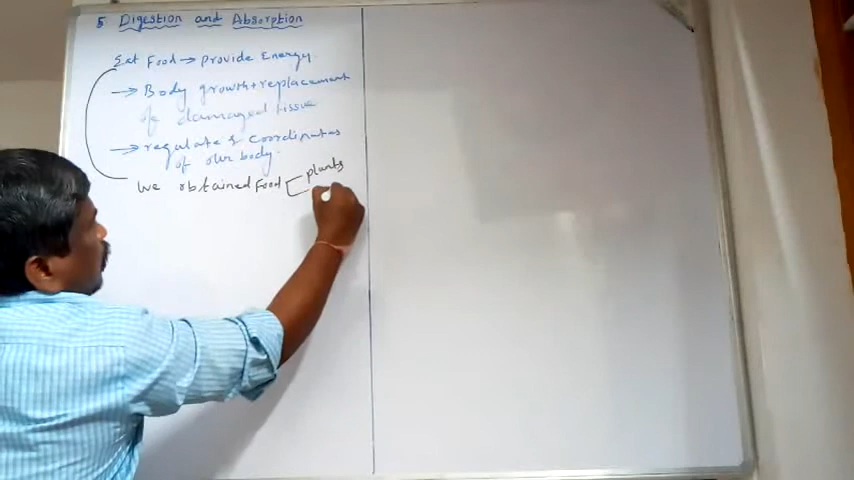 5 Digestion and Absorption
Eat Food → provide Energy
→ Body growth + replacement
of damaged tissue
→ regulate & coordinates
of our body.
We obtained Food plants